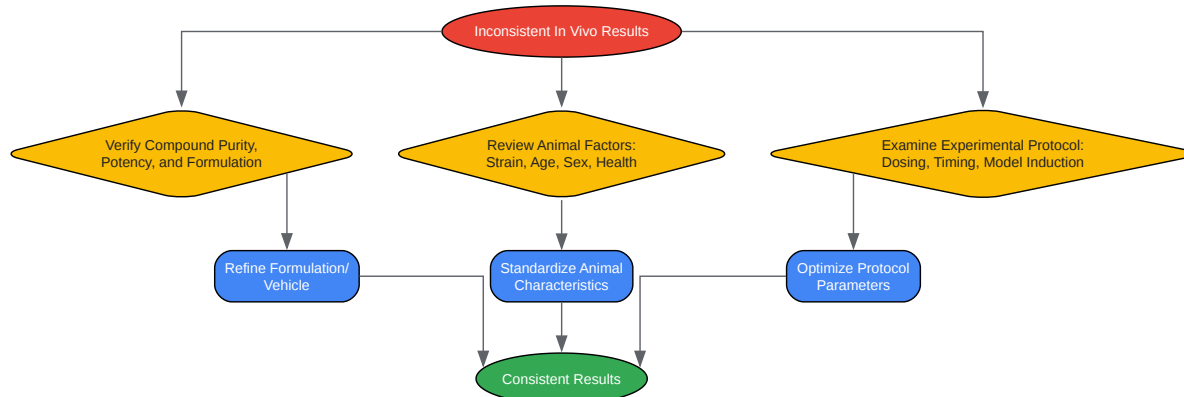 Inconsistent In Vivo Results
Verify Compound Purity,
Potency, and Formulation
Review Animal Factors:
Strain, Age, Sex, Health
Examine Experimental Protocol:
Dosing, Timing, Model Induction
Refine Formulation/
Vehicle
Standardize Animal
Characteristics
Optimize Protocol
Parameters
Consistent Results